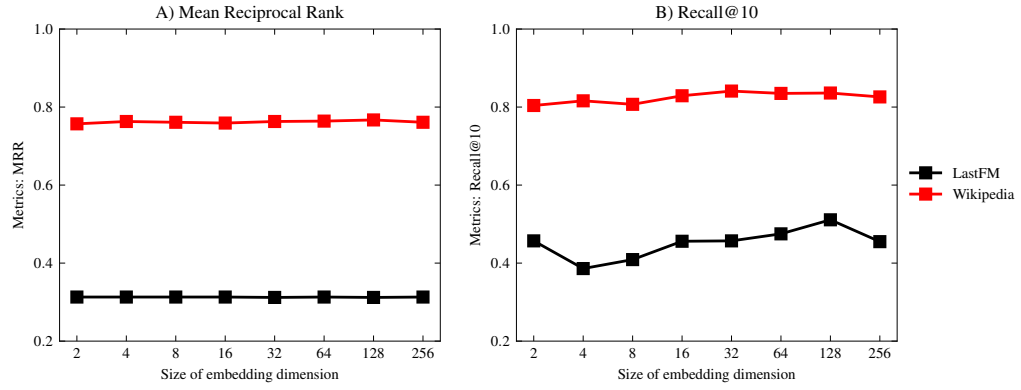 A) Mean Reciprocal Rank
1.0
0.8
0.6
0.4
0.2
Metrics: MRR
2 4 8 16 32 64 128 256
Size of embedding dimension
B) Recall@10
1.0
0.8
0.6
0.4
0.2
Metrics: Recall@10
2 4 8 16 32 64 128 256
Size of embedding dimension
LastFM
Wikipedia